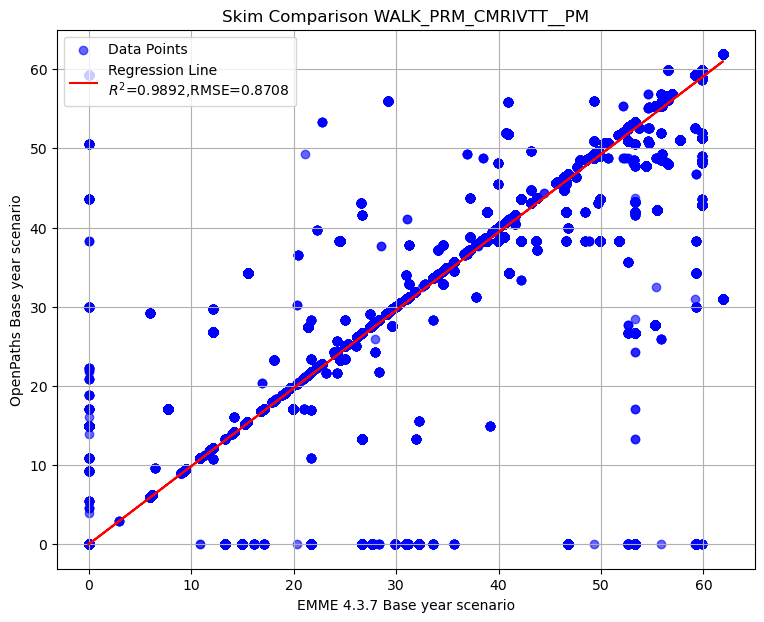 Skim Comparison WALK_PRM_CMRIVTT__PM
Data Points
Regression Line
R²=0.9892,RMSE=0.8708
OpenPaths Base year scenario
60
50
40
30
20
10
0
0 10 20 30 40 50 60
EMME 4.3.7 Base year scenario